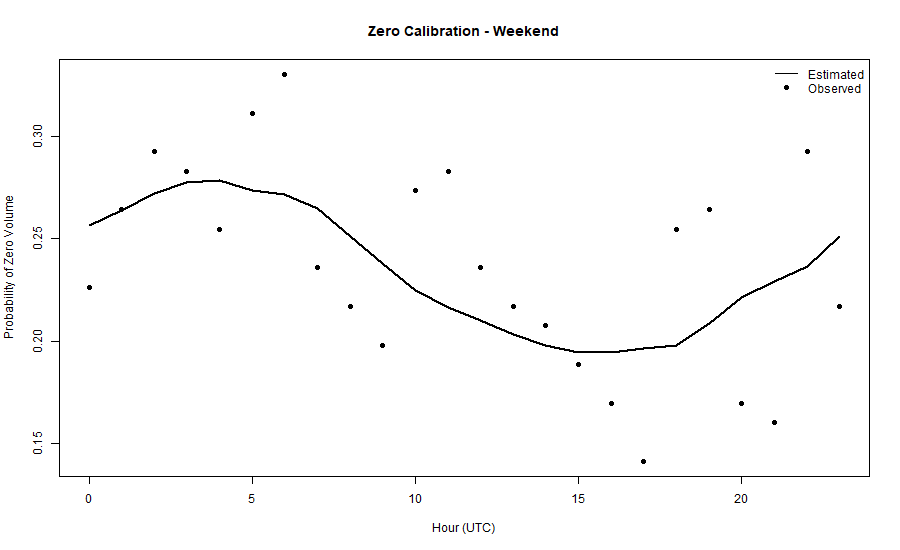 Zero Calibration - Weekend
Estimated
Observed
Probability of Zero Volume
0.30
0.25
0.20
0.15
0 5 10 15 20
Hour (UTC)